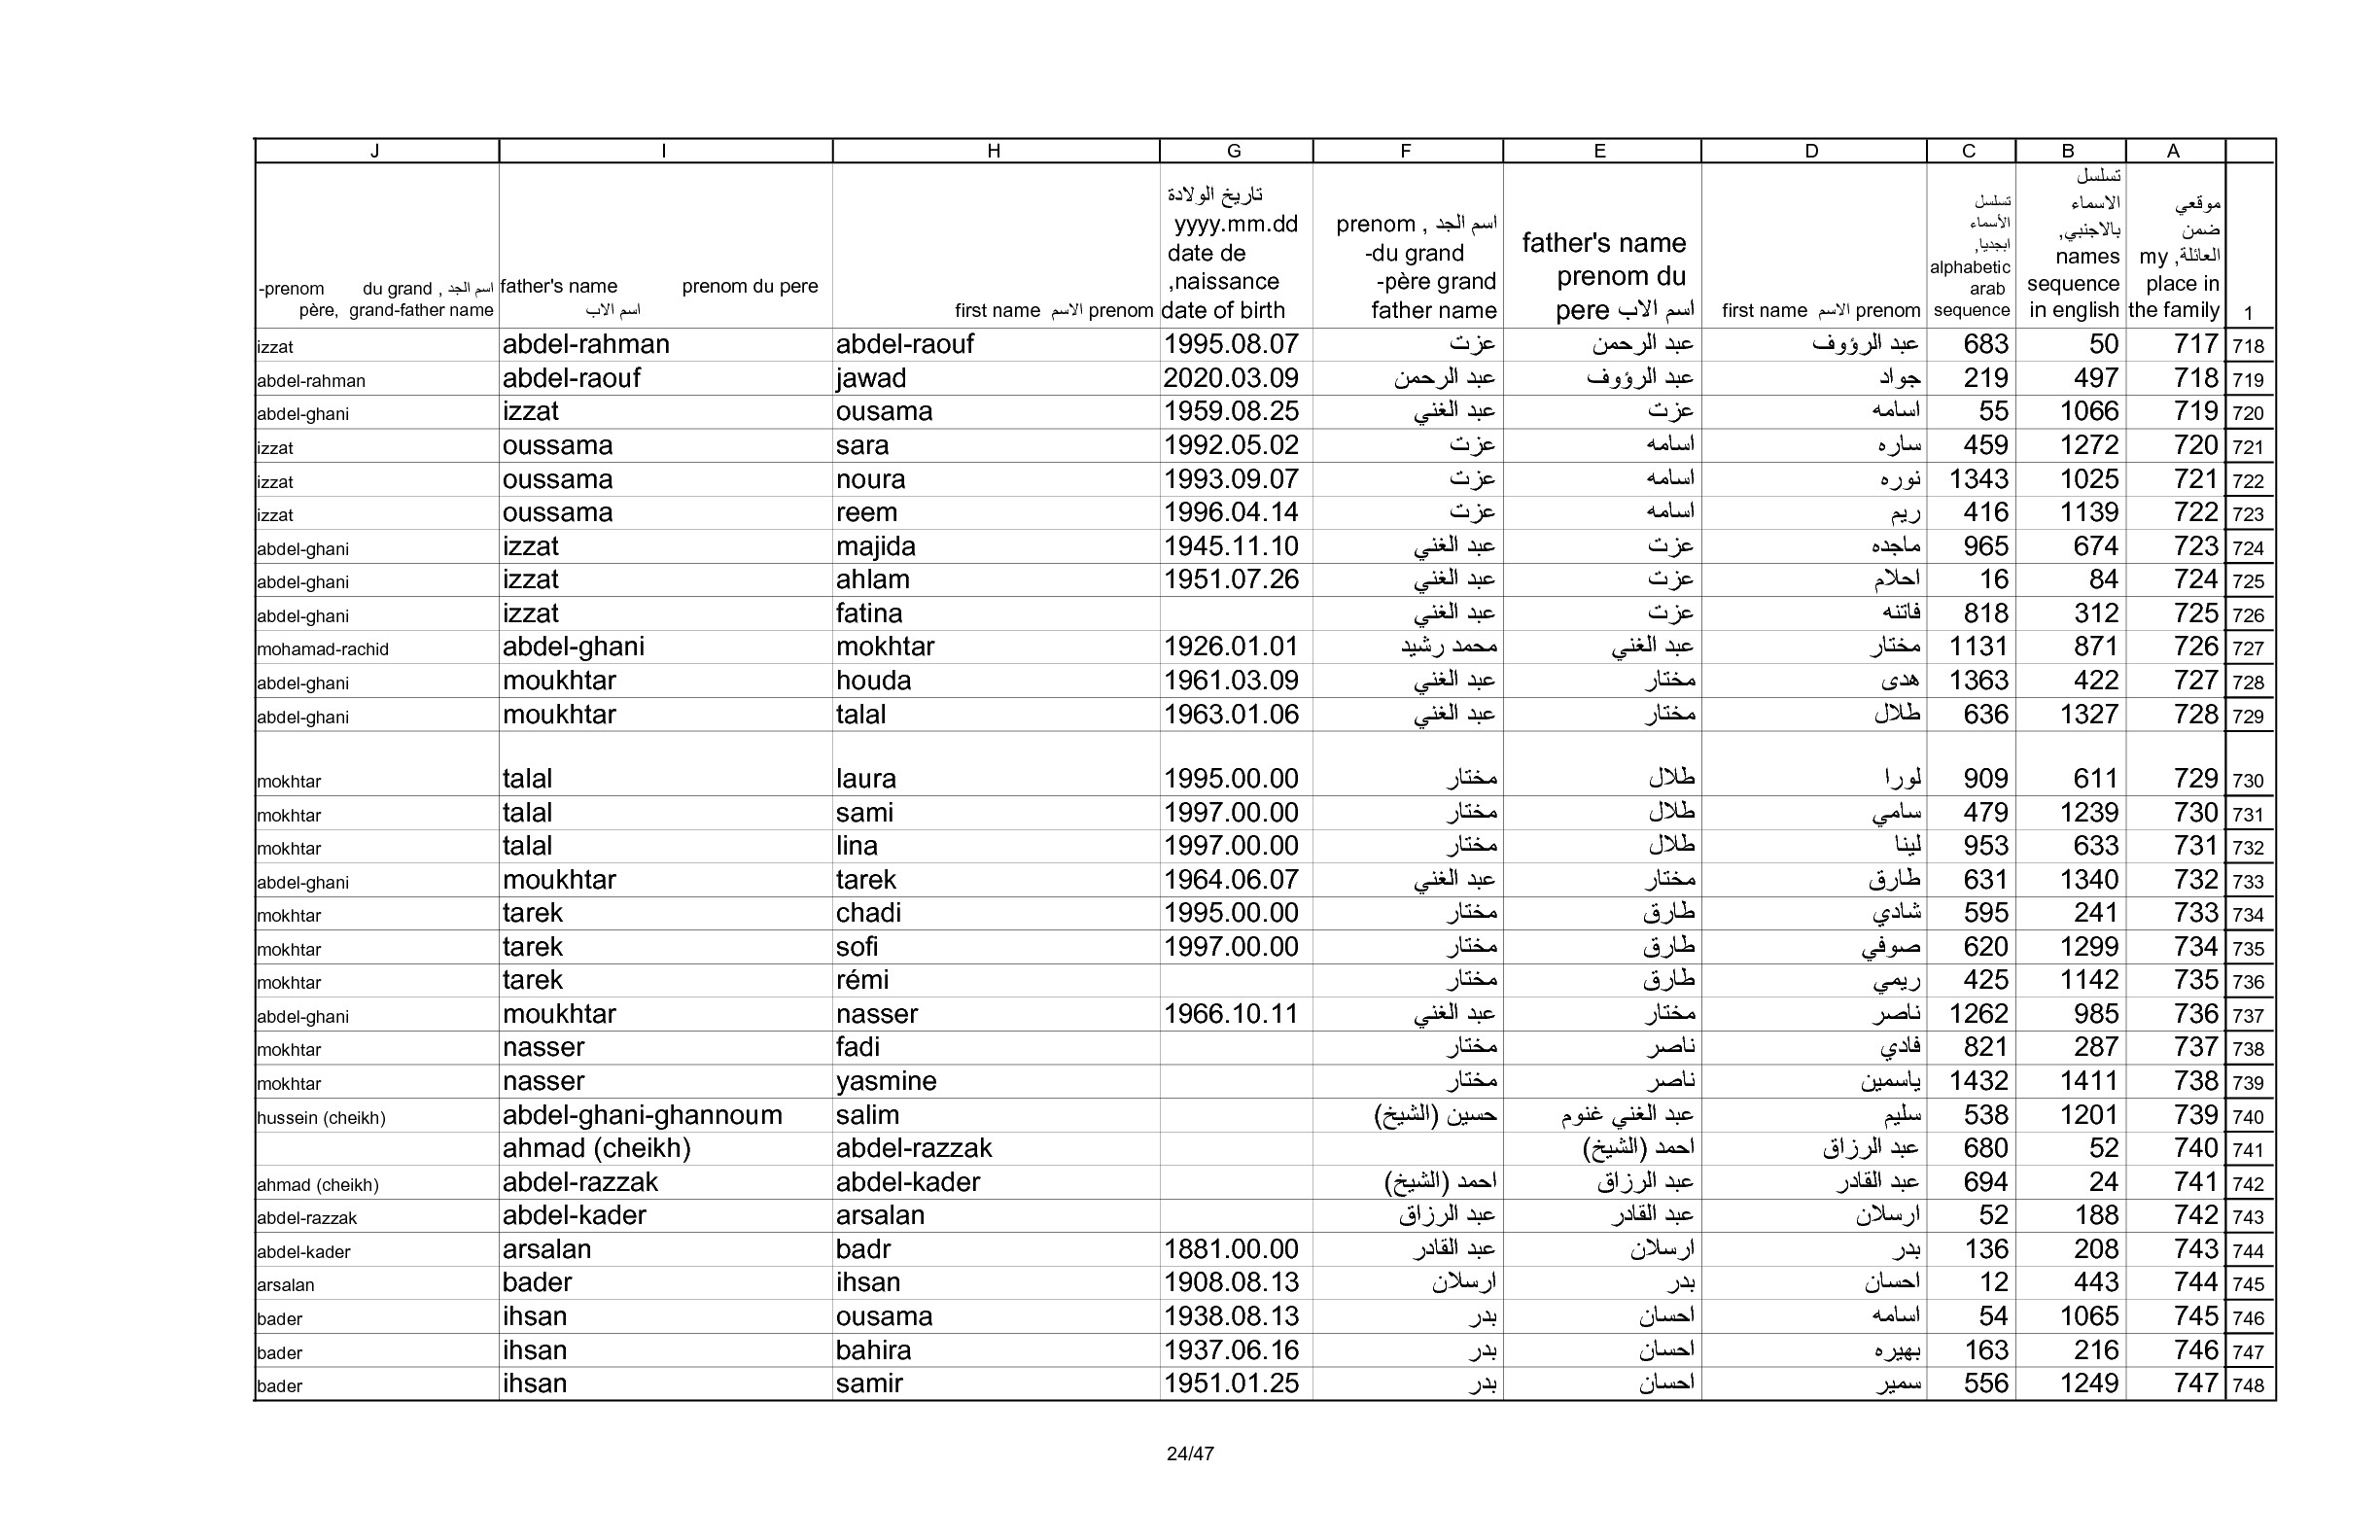 J I H G F E D C B A
-prenom du grand , اسم الجد père, grand-father name
father's name prenom du pere اسم الاب
first name الاسم prenom
تاريخ الولادة yyyy.mm.dd date de ,naissance date of birth
prenom , اسم الجد -du grand -père grand father name
father's name prenom du pere اسم الاب
first name الاسم prenom
تسلسل الأسماء ابجديا, alphabetic arab sequence
تسلسل الاسماء بالاجنبي, names sequence in english
موقعي ضمن العائلة, my place in the family
1
izzat abdel-rahman abdel-raouf 1995.08.07 عزت عبد الرحمن عبد الرؤوف 683 50 717 718
abdel-rahman abdel-raouf jawad 2020.03.09 عبد الرحمن عبد الرؤوف جواد 219 497 718 719
abdel-ghani izzat ousama 1959.08.25 عبد الغني عزت اسامه 55 1066 719 720
izzat oussama sara 1992.05.02 عزت اسامه ساره 459 1272 720 721
izzat oussama noura 1993.09.07 عزت اسامه نوره 1343 1025 721 722
izzat oussama reem 1996.04.14 عزت اسامه ريم 416 1139 722 723
abdel-ghani izzat majida 1945.11.10 عبد الغني عزت ماجده 965 674 723 724
abdel-ghani izzat ahlam 1951.07.26 عبد الغني عزت احلام 16 84 724 725
abdel-ghani izzat fatina عبد الغني عزت فاتنه 818 312 725 726
mohamad-rachid abdel-ghani mokhtar 1926.01.01 محمد رشيد عبد الغني مختار 1131 871 726 727
abdel-ghani moukhtar houda 1961.03.09 عبد الغني مختار هدى 1363 422 727 728
abdel-ghani moukhtar talal 1963.01.06 عبد الغني مختار طلال 636 1327 728 729
mokhtar talal laura 1995.00.00 مختار طلال لورا 909 611 729 730
mokhtar talal sami 1997.00.00 مختار طلال سامي 479 1239 730 731
mokhtar talal lina 1997.00.00 مختار طلال لينا 953 633 731 732
abdel-ghani moukhtar tarek 1964.06.07 عبد الغني مختار طارق 631 1340 732 733
mokhtar tarek chadi 1995.00.00 مختار طارق شادي 595 241 733 734
mokhtar tarek sofi 1997.00.00 مختار طارق صوفي 620 1299 734 735
mokhtar tarek rémi مختار طارق ريمي 425 1142 735 736
abdel-ghani moukhtar nasser 1966.10.11 عبد الغني مختار ناصر 1262 985 736 737
mokhtar nasser fadi مختار ناصر فادي 821 287 737 738
mokhtar nasser yasmine مختار ناصر ياسمين 1432 1411 738 739
hussein (cheikh) abdel-ghani-ghannoum salim حسين (الشيخ) عبد الغني غنوم سليم 538 1201 739 740
ahmad (cheikh) abdel-razzak احمد (الشيخ) عبد الرزاق 680 52 740 741
ahmad (cheikh) abdel-razzak abdel-kader احمد (الشيخ) عبد الرزاق عبد القادر 694 24 741 742
abdel-razzak abdel-kader arsalan عبد الرزاق عبد القادر ارسلان 52 188 742 743
abdel-kader arsalan badr 1881.00.00 عبد القادر ارسلان بدر 136 208 743 744
arsalan bader ihsan 1908.08.13 ارسلان بدر احسان 12 443 744 745
bader ihsan ousama 1938.08.13 بدر احسان اسامه 54 1065 745 746
bader ihsan bahira 1937.06.16 بدر احسان بهيره 163 216 746 747
bader ihsan samir 1951.01.25 بدر احسان سمير 556 1249 747 748
24/47